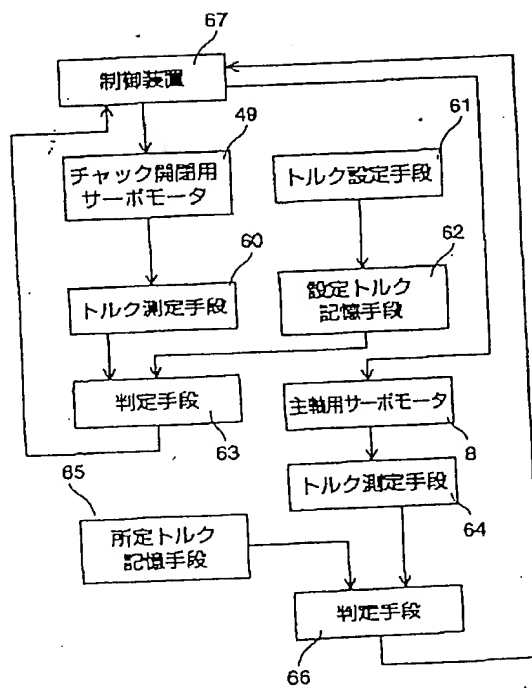 67
制御装置
49
チャック開閉用
サーボモータ
61
トルク設定手段
60
トルク測定手段
62
設定トルク
記憶手段
判定手段
63
主軸用サーボモータ
8
トルク測定手段
64
65
所定トルク
記憶手段
判定手段
66